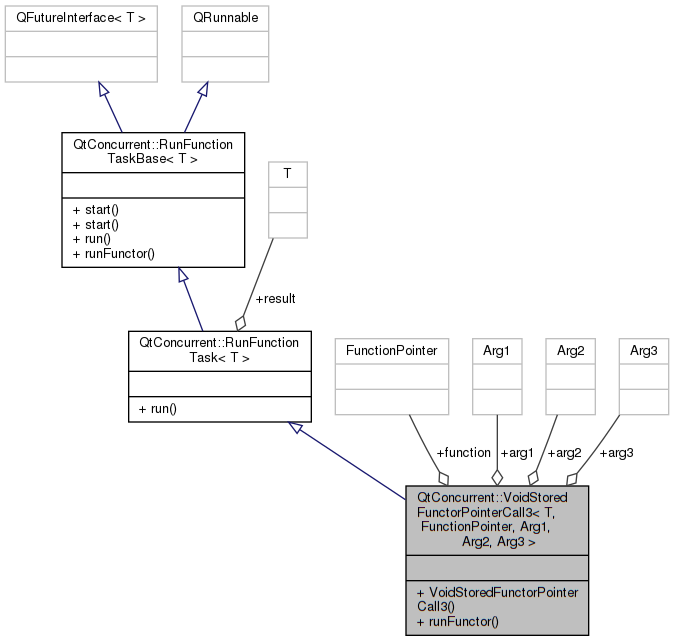 QFutureInterface< T >
QRunnable
QtConcurrent::RunFunction
TaskBase< T >
+ start()
+ start()
+ run()
+ runFunctor()
T
+result
QtConcurrent::RunFunction
Task< T >
+ run()
FunctionPointer
Arg1
Arg2
Arg3
+function
+arg1
+arg2
+arg3
QtConcurrent::VoidStored
FunctorPointerCall3< T,
FunctionPointer, Arg1,
Arg2, Arg3 >
+ VoidStoredFunctorPointer
Call3()
+ runFunctor()